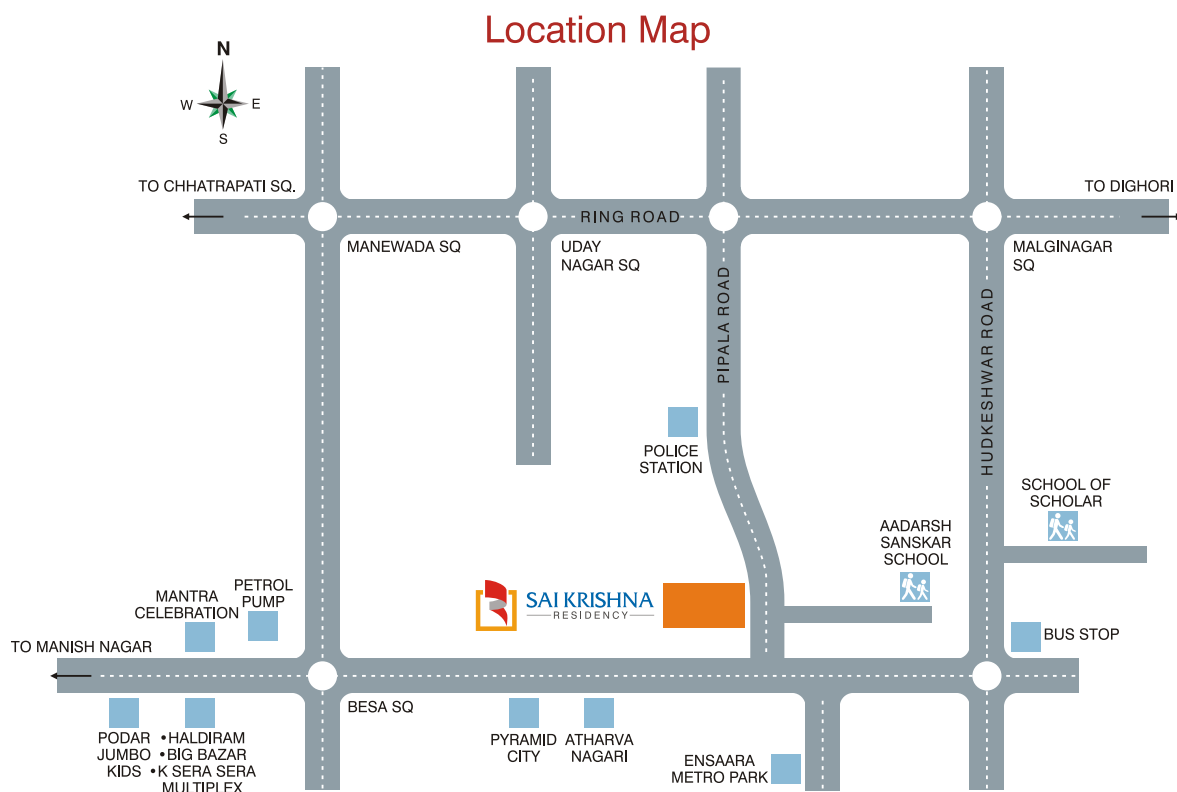 Location Map
N
W
E
S
TO CHHATRAPATI SQ.
TO DIGHORI
RING ROAD
MANEWADA SQ
UDAY
NAGAR SQ
MALGINAGAR
SQ
PIPALA ROAD
HUDKESHWAR ROAD
POLICE
STATION
SCHOOL OF
SCHOLAR
AADARSH
SANSKAR
SCHOOL
SAI KRISHNA
RESIDENCY
MANTRA
CELEBRATION
PETROL
PUMP
TO MANISH NAGAR
BUS STOP
BESA SQ
PODAR
JUMBO
KIDS
•HALDIRAM
•BIG BAZAR
•K SERA SERA
MULTIPLEX
PYRAMID
CITY
ATHARVA
NAGARI
ENSAARA
METRO PARK